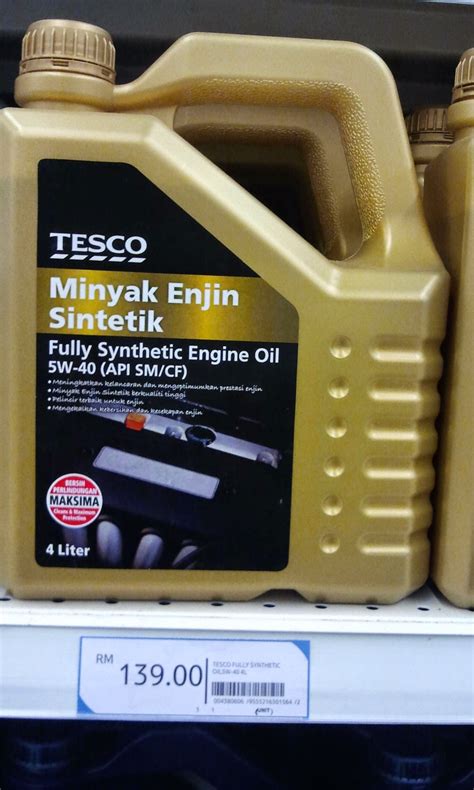 TESCO
Minyak Enjin
Sintetik
Fully Synthetic Engine Oil
5W-40 (API SM/CF)
• Meningkatkan kelancaran dan mengoptimumkan prestasi enjin
• Minyak Enjin Sintetik berkualiti tinggi
• Pelincir terbaik untuk enjin
• Mengekalkan kebersihan dan kecekapan enjin
BERSIH
PERLINDUNGAN
MAKSIMA
Cleans & Maximum
Protection
4 Liter
RM
139.00
TESCO FULLY SYNTHETIC
OIL5W-40 4L
(UNIT)